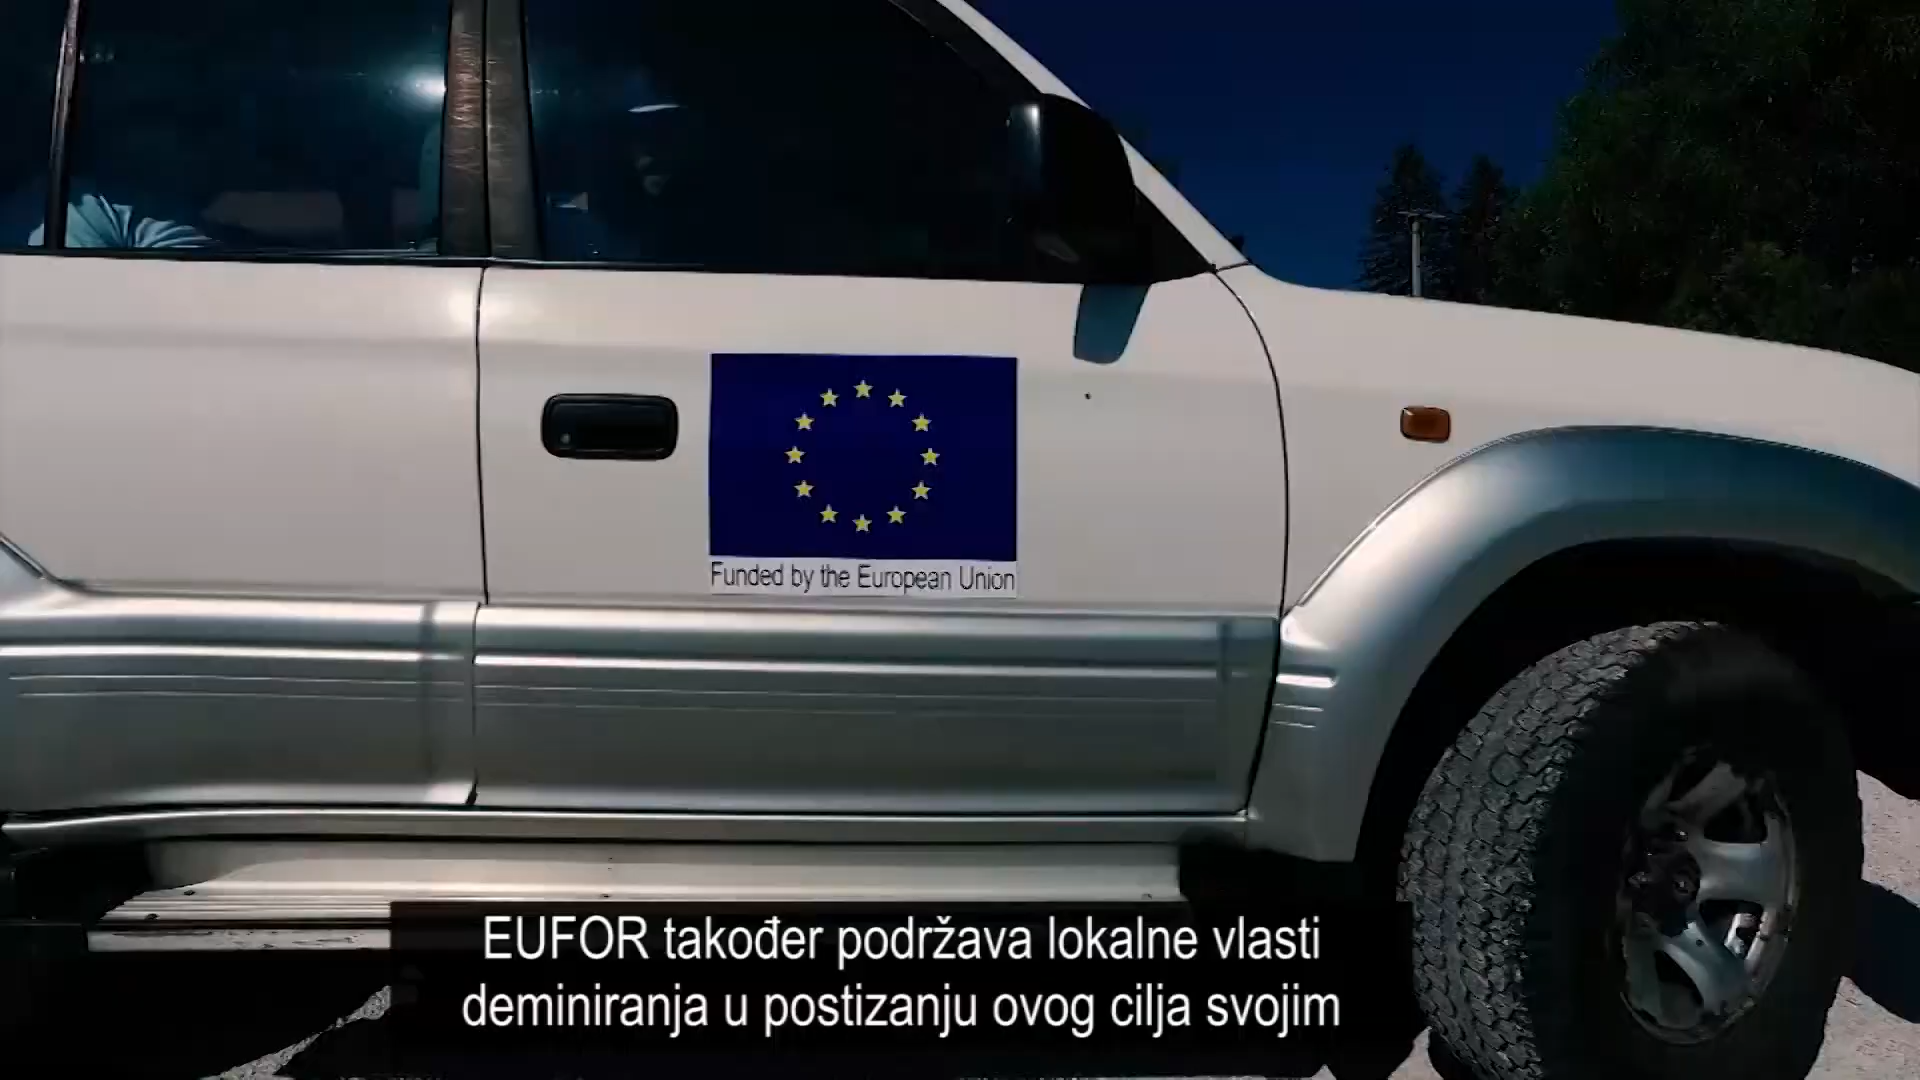 Funded by the European Union
EUFOR također podržava lokalne vlasti
deminiranja u postizanju ovog cilja svojim